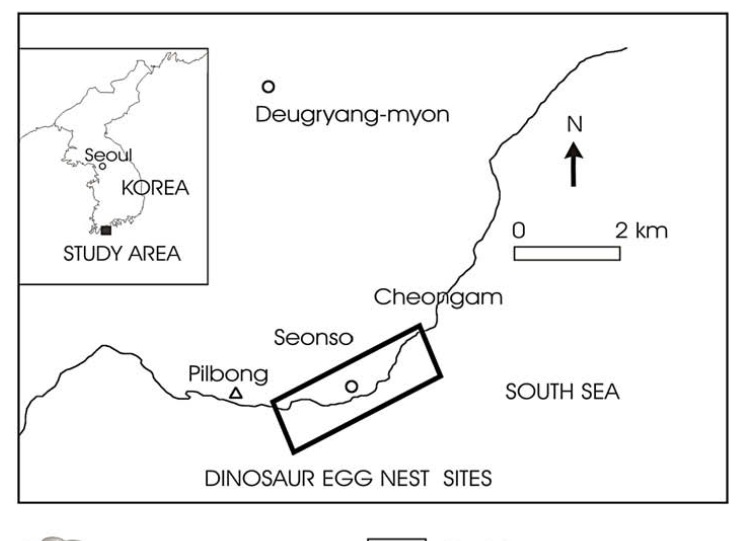 Deugryang-myon
Seoul
KOREA
STUDY AREA
N
0 2 km
Cheongam
Seonso
Pilbong
SOUTH SEA
DINOSAUR EGG NEST SITES